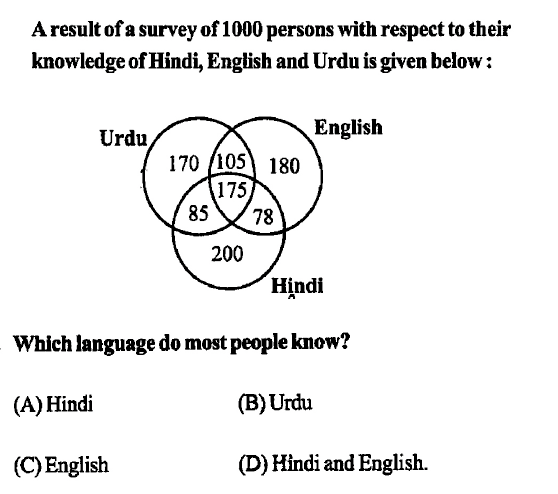 A result of a survey of 1000 persons with respect to their
knowledge of Hindi, English and Urdu is given below :
Urdu
English
170 105 180
175
85 78
200
Hindi
Which language do most people know?
(A) Hindi (B) Urdu
(C) English (D) Hindi and English.